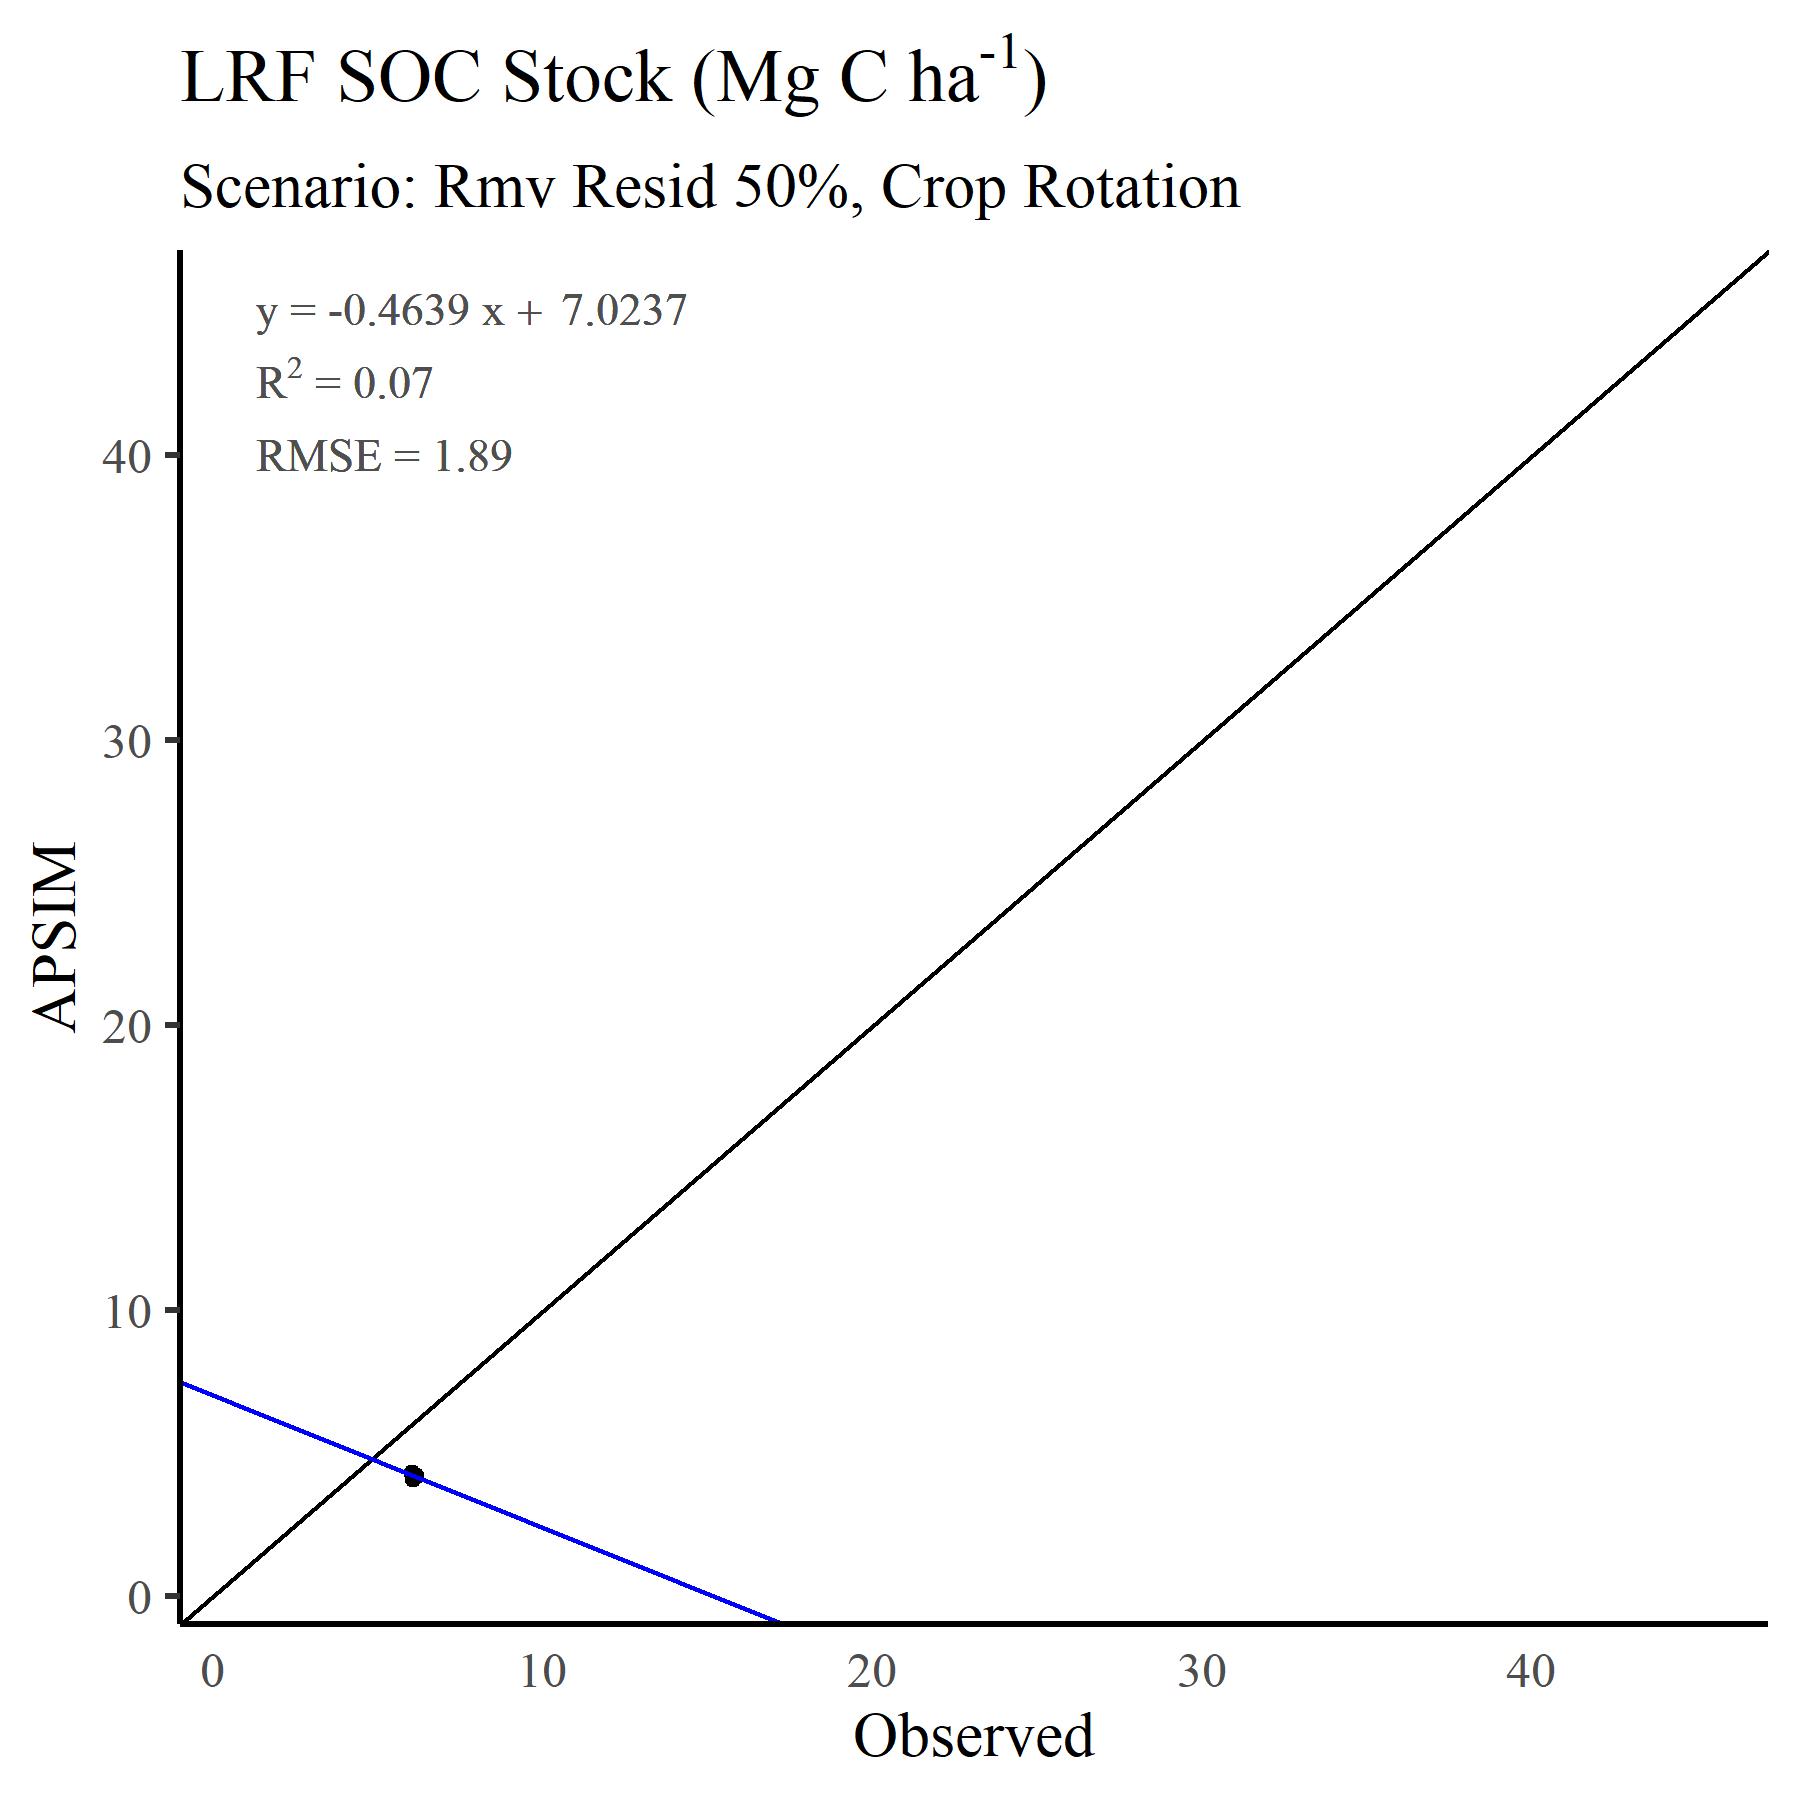 LRF SOC Stock (Mg C ha⁻¹)
Scenario: Rmv Resid 50%, Crop Rotation
y = -0.4639 x + 7.0237
R² = 0.07
RMSE = 1.89
40
30
20
10
0
APSIM
0 10 20 30 40
Observed